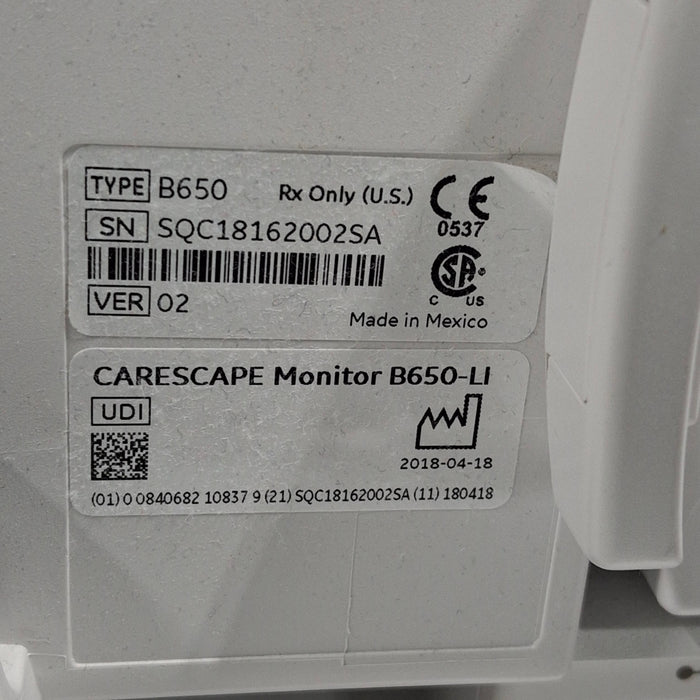 TYPE B650 Rx Only (U.S.) CE
SN SQC18162002SA 0537
SA
C US
VER 02
Made in Mexico
CARESCAPE Monitor B650-LI
UDI
2018-04-18
(01) 0 0840682 10837 9 (21) SQC18162002SA (11) 180418